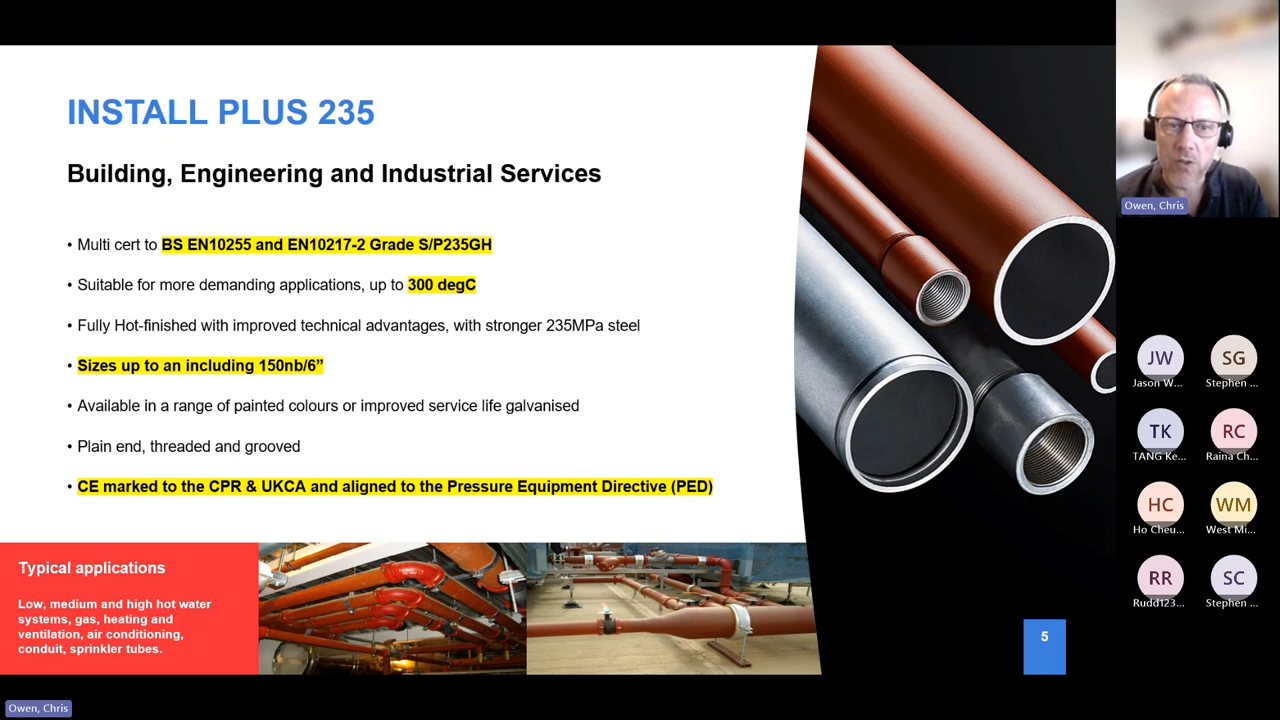 INSTALL PLUS 235
Building, Engineering and Industrial Services
• Multi cert to BS EN10255 and EN10217-2 Grade S/P235GH
• Suitable for more demanding applications, up to 300 degC
• Fully Hot-finished with improved technical advantages, with stronger 235MPa steel
• Sizes up to an including 150nb/6”
• Available in a range of painted colours or improved service life galvanised
• Plain end, threaded and grooved
• CE marked to the CPR & UKCA and aligned to the Pressure Equipment Directive (PED)
Typical applications
Low, medium and high hot water
systems, gas, heating and
ventilation, air conditioning,
conduit, sprinkler tubes.
5
Owen, Chris
JW
Jason W...
SG
Stephen ...
TK
TANG Ke...
RC
Raina Ch...
HC
Ho Cheu...
WM
West Mi...
RR
Rudd123...
SC
Stephen ...
Owen, Chris